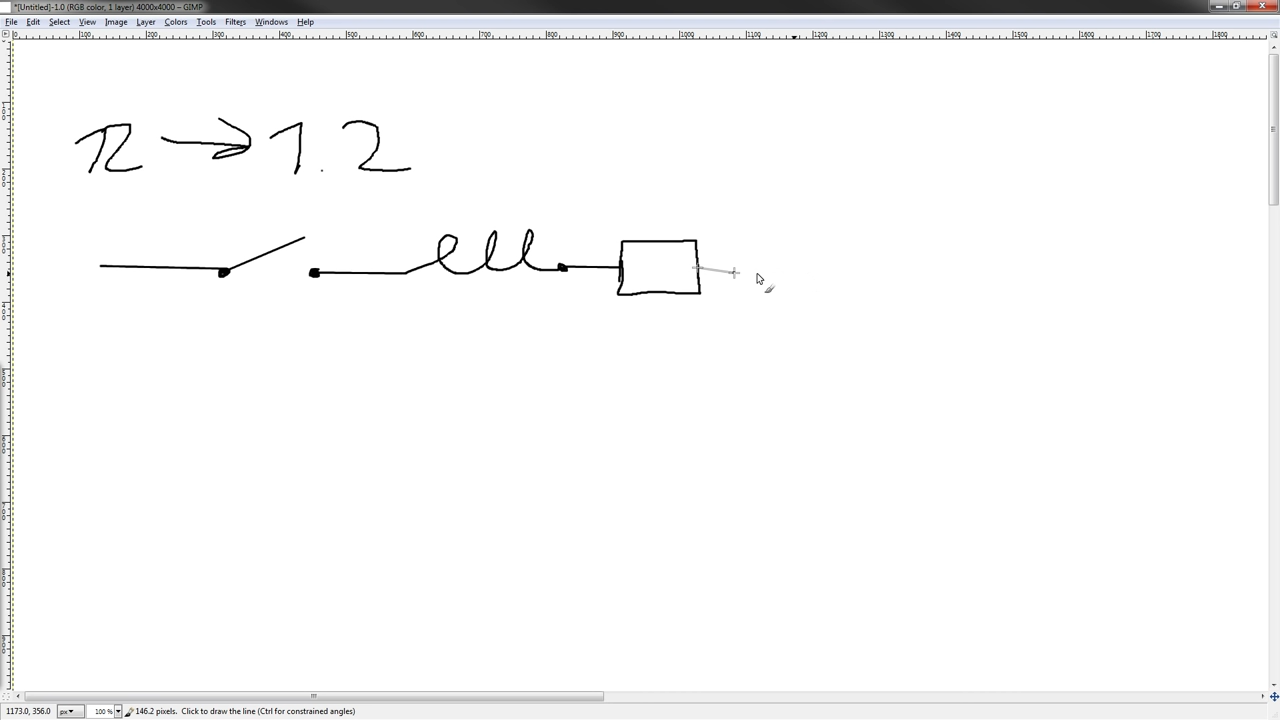 *[Untitled]-1.0 (RGB color, 1 layer) 4000x4000 – GIMP
File Edit Select View Image Layer Colors Tools Filters Windows Help
0 100 200 300 400 500 600 700 800 900 1000 1100 1200 1300 1400 1500 1600 1700 1800
→ 1.2
1173.0, 356.0 px 100 % 146.2 pixels. Click to draw the line (Ctrl for constrained angles)